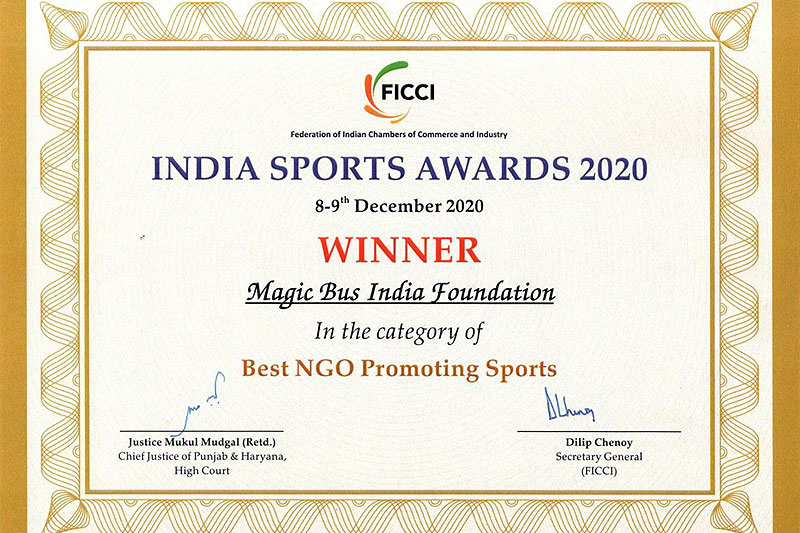 FICCI
Federation of Indian Chambers of Commerce and Industry
INDIA SPORTS AWARDS 2020
8-9th December 2020
WINNER
Magic Bus India Foundation
In the category of
Best NGO Promoting Sports
DLChenoy
Justice Mukul Mudgal (Retd.)
Chief Justice of Punjab & Haryana,
High Court
Dilip Chenoy
Secretary General
(FICCI)